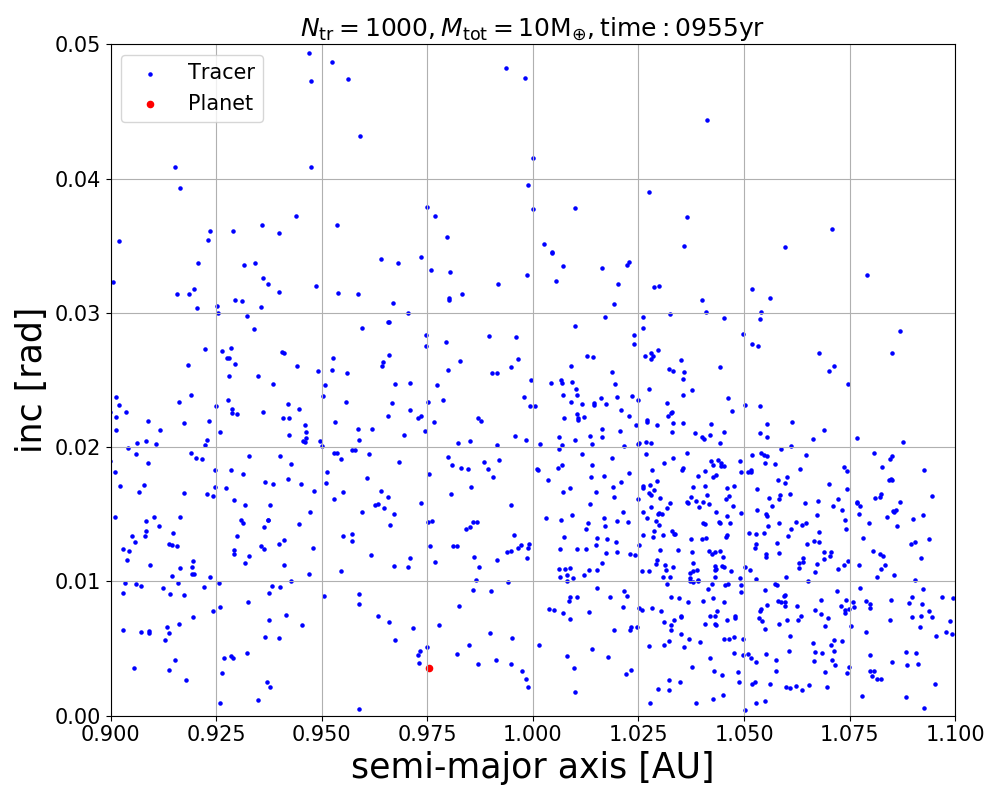 N_tr = 1000, M_tot = 10M_⊕, time : 0955yr
Tracer
Planet
0.05
0.04
0.03
0.02
0.01
0.00
inc [rad]
0.900 0.925 0.950 0.975 1.000 1.025 1.050 1.075 1.100
semi-major axis [AU]